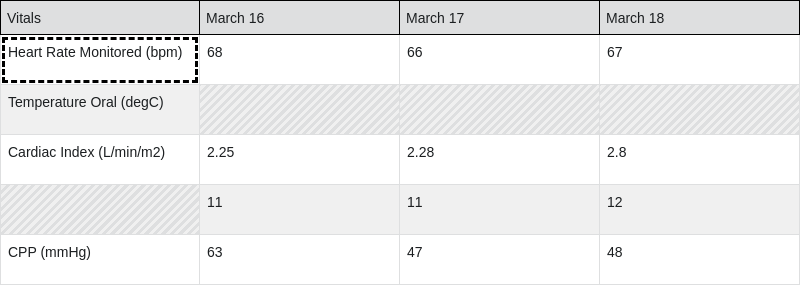 Vitals March 16 March 17 March 18
Heart Rate Monitored (bpm) 68 66 67
Temperature Oral (degC)
Cardiac Index (L/min/m2) 2.25 2.28 2.8
11 11 12
CPP (mmHg) 63 47 48